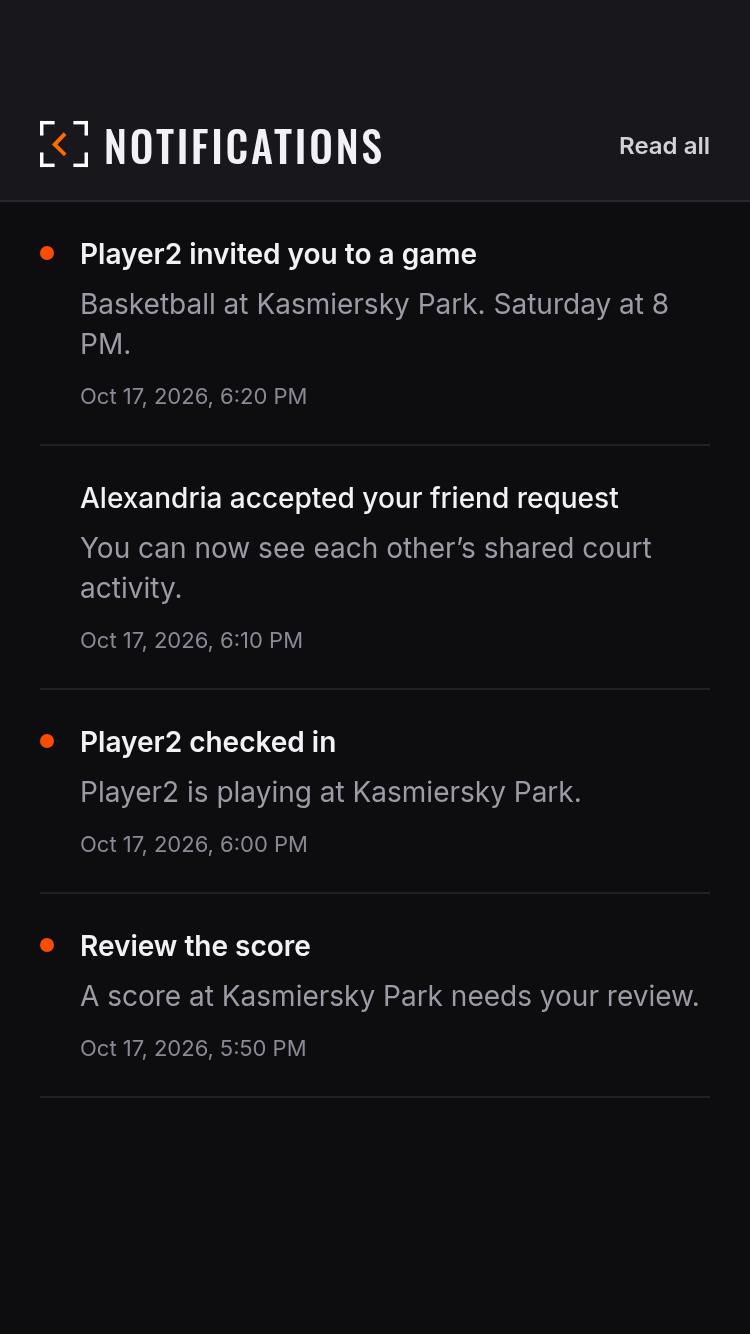 NOTIFICATIONS
Read all
Player2 invited you to a game
Basketball at Kasmiersky Park. Saturday at 8
PM.
Oct 17, 2026, 6:20 PM
Alexandria accepted your friend request
You can now see each other’s shared court
activity.
Oct 17, 2026, 6:10 PM
Player2 checked in
Player2 is playing at Kasmiersky Park.
Oct 17, 2026, 6:00 PM
Review the score
A score at Kasmiersky Park needs your review.
Oct 17, 2026, 5:50 PM